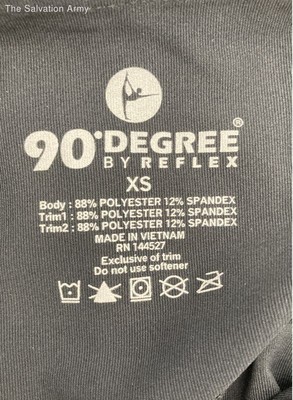 The Salvation Army
90°DEGREE®
BY REFLEX
XS
Body : 88% POLYESTER 12% SPANDEX
Trim1 : 88% POLYESTER 12% SPANDEX
Trim2 : 88% POLYESTER 12% SPANDEX
MADE IN VIETNAM
RN 144527
Exclusive of trim
Do not use softener